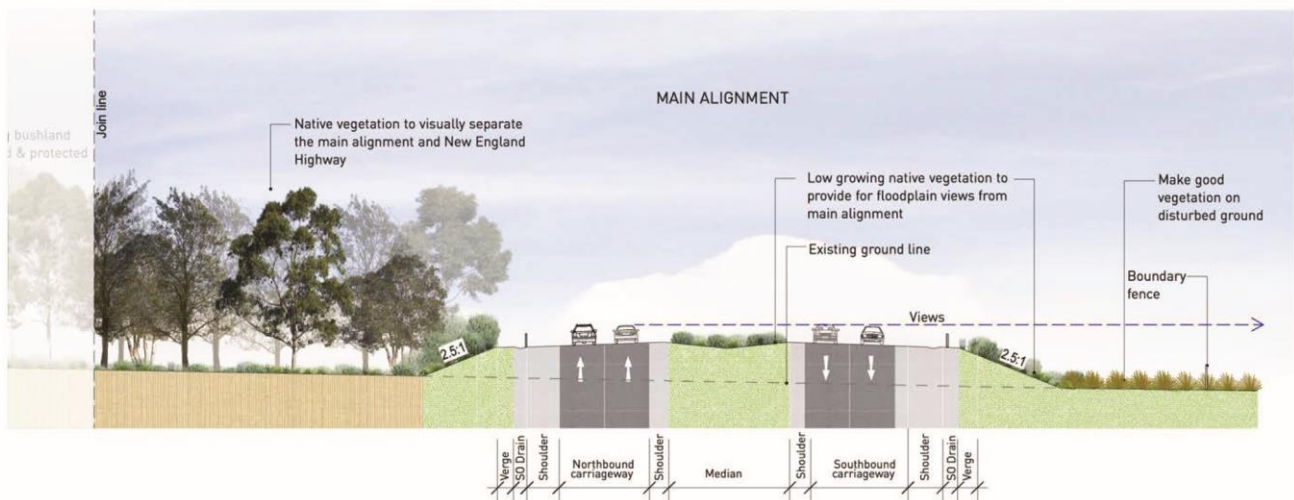 MAIN ALIGNMENT
Join line
bushland
& protected
Native vegetation to visually separate
the main alignment and New England
Highway
Low growing native vegetation to
provide for floodplain views from
main alignment
Existing ground line
Make good
vegetation on
disturbed ground
Boundary
fence
Views
2.5:1
2.5:1
Verge
SO Drain
Shoulder
Northbound
carriageway
Shoulder
Median
Shoulder
Southbound
carriageway
Shoulder
SO Drain
Verge